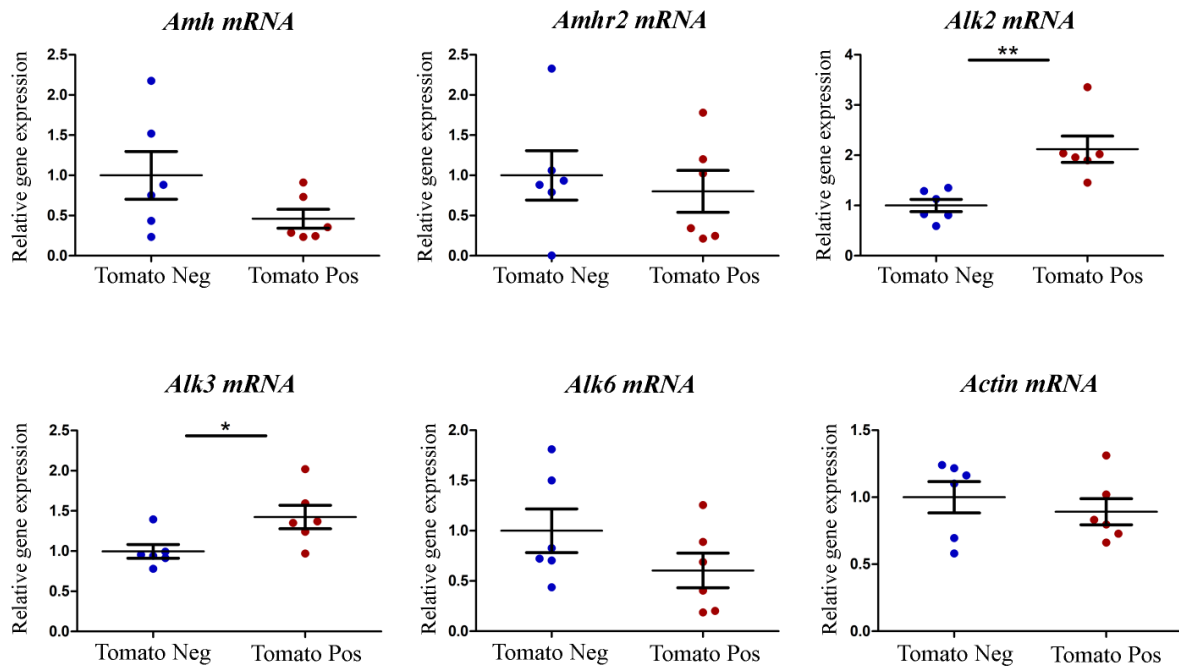 Amh mRNA
Relative gene expression
2.5
2.0
1.5
1.0
0.5
0.0
Tomato Neg
Tomato Pos
Amhr2 mRNA
Relative gene expression
2.5
2.0
1.5
1.0
0.5
0.0
Tomato Neg
Tomato Pos
Alk2 mRNA
Relative gene expression
4
3
2
1
0
**
Tomato Neg
Tomato Pos
Alk3 mRNA
Relative gene expression
2.5
2.0
1.5
1.0
0.5
0.0
*
Tomato Neg
Tomato Pos
Alk6 mRNA
Relative gene expression
2.0
1.5
1.0
0.5
0.0
Tomato Neg
Tomato Pos
Actin mRNA
Relative gene expression
1.5
1.0
0.5
0.0
Tomato Neg
Tomato Pos